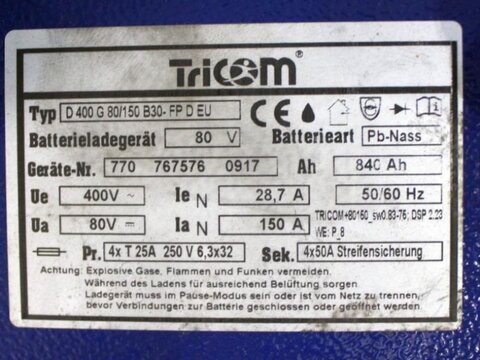 TriCOM ®
Typ D 400 G 80/150 B30- FP D EU CE
Batterieladegerät 80 V Batterieart Pb-Nass
Geräte-Nr. 770 767576 0917 Ah 840 Ah
Ue 400V ~ Ie N 28,7 A 50/60 Hz
Ua 80V Ia N 150 A TRICOM+80150_sw0.83-76; DSP 2.23
WE: P_8
Pr. 4x T 25A 250 V 6,3x32 Sek. 4x50A Streifensicherung
Achtung: Explosive Gase, Flammen und Funken vermeiden.
Während des Ladens für ausreichende Belüftung sorgen.
Ladegerät muss im Pause-Modus sein oder ist vom Netz zu trennen,
bevor Verbindungen zur Batterie geschlossen oder geöffnet werden.